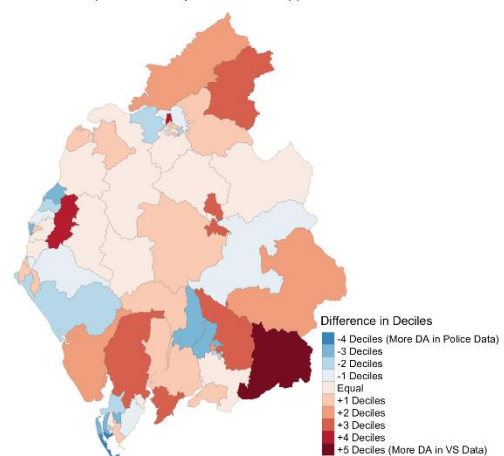 Difference in Deciles
-4 Deciles (More DA in Police Data)
-3 Deciles
-2 Deciles
-1 Deciles
Equal
+1 Deciles
+2 Deciles
+3 Deciles
+4 Deciles
+5 Deciles (More DA in VS Data)